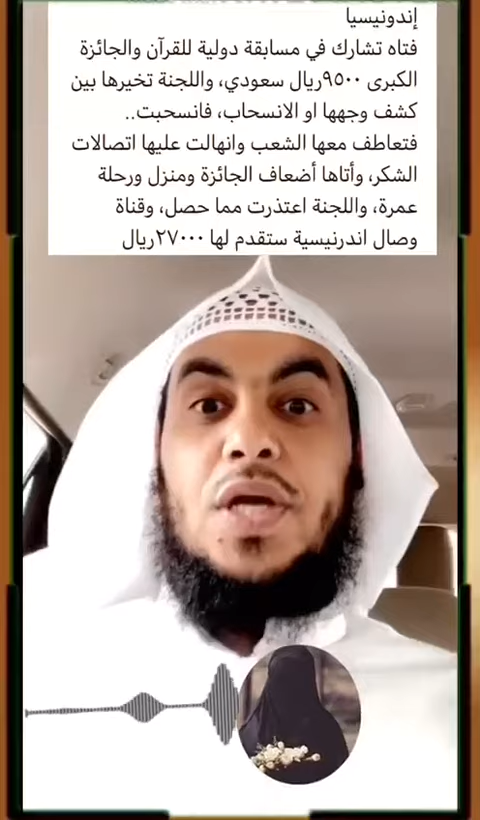 إندونيسيا
فتاه تشارك في مسابقة دولية للقرآن والجائزة
الكبرى ٩٥٠٠ريال سعودي، واللجنة تخيرها بين
كشف وجهها او الانسحاب، فانسحبت..
فتعاطف معها الشعب وانهالت عليها اتصالات
الشكر، وأتاها أضعاف الجائزة ومنزل ورحلة
عمرة، واللجنة اعتذرت مما حصل، وقناة
وصال اندرنيسية ستقدم لها ٢٧٠٠٠ريال